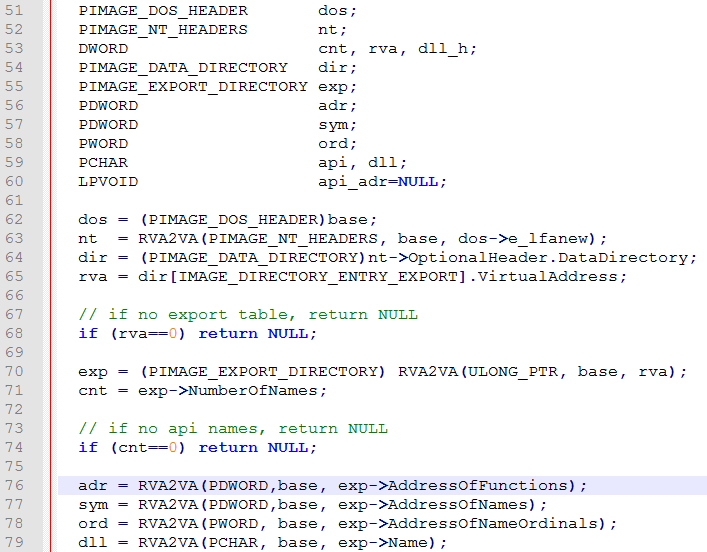 51 PIMAGE_DOS_HEADER dos;
52 PIMAGE_NT_HEADERS nt;
53 DWORD cnt, rva, dll_h;
54 PIMAGE_DATA_DIRECTORY dir;
55 PIMAGE_EXPORT_DIRECTORY exp;
56 PDWORD adr;
57 PDWORD sym;
58 PWORD ord;
59 PCHAR api, dll;
60 LPVOID api_adr=NULL;
61
62 dos = (PIMAGE_DOS_HEADER)base;
63 nt  = RVA2VA(PIMAGE_NT_HEADERS, base, dos->e_lfanew);
64 dir = (PIMAGE_DATA_DIRECTORY)nt->OptionalHeader.DataDirectory;
65 rva = dir[IMAGE_DIRECTORY_ENTRY_EXPORT].VirtualAddress;
66
67 // if no export table, return NULL
68 if (rva==0) return NULL;
69
70 exp = (PIMAGE_EXPORT_DIRECTORY) RVA2VA(ULONG_PTR, base, rva);
71 cnt = exp->NumberOfNames;
72
73 // if no api names, return NULL
74 if (cnt==0) return NULL;
75
76 adr = RVA2VA(PDWORD,base, exp->AddressOfFunctions);
77 sym = RVA2VA(PDWORD,base, exp->AddressOfNames);
78 ord = RVA2VA(PWORD, base, exp->AddressOfNameOrdinals);
79 dll = RVA2VA(PCHAR, base, exp->Name);